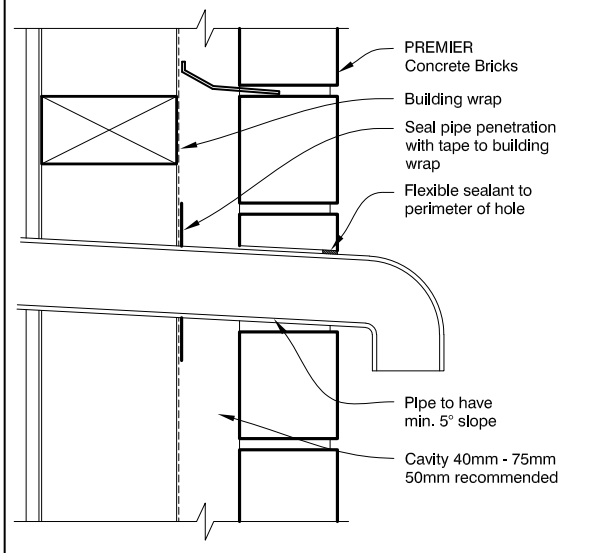 PREMIER
Concrete Bricks
Building wrap
Seal pipe penetration
with tape to building
wrap
Flexible sealant to
perimeter of hole
Pipe to have
min. 5° slope
Cavity 40mm - 75mm
50mm recommended